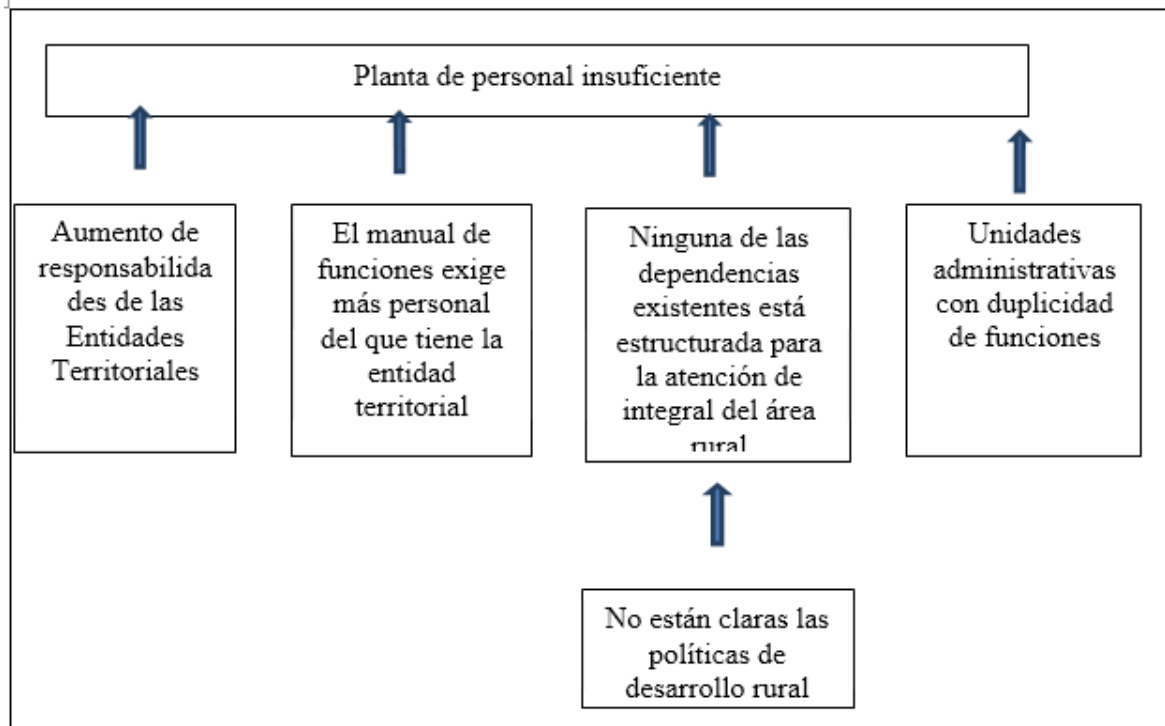 Planta de personal insuficiente
Aumento de
responsabilida
des de las
Entidades
Territoriales
El manual de
funciones exige
más personal
del que tiene la
entidad
territorial
Ninguna de las
dependencias
existentes está
estructurada para
la atención de
integral del área
rural
Unidades
administrativas
con duplicidad
de funciones
No están claras las
políticas de
desarrollo rural